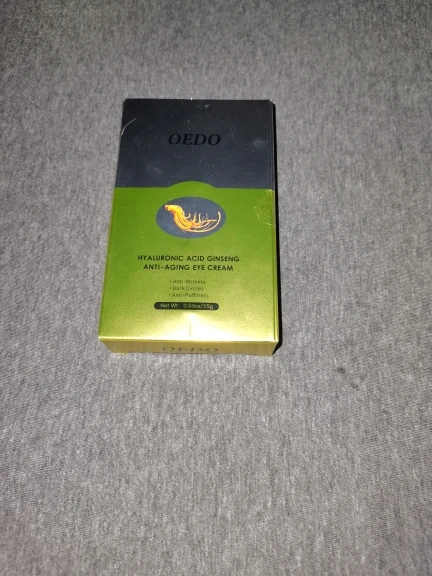 OEDO
HYALURONIC ACID GINSENG
ANTI-AGING EYE CREAM
• Anti-Wrinkle
• Dark Circles
• Anti-Puffiness
Net Wt: 0.53oz/15g
OEDO